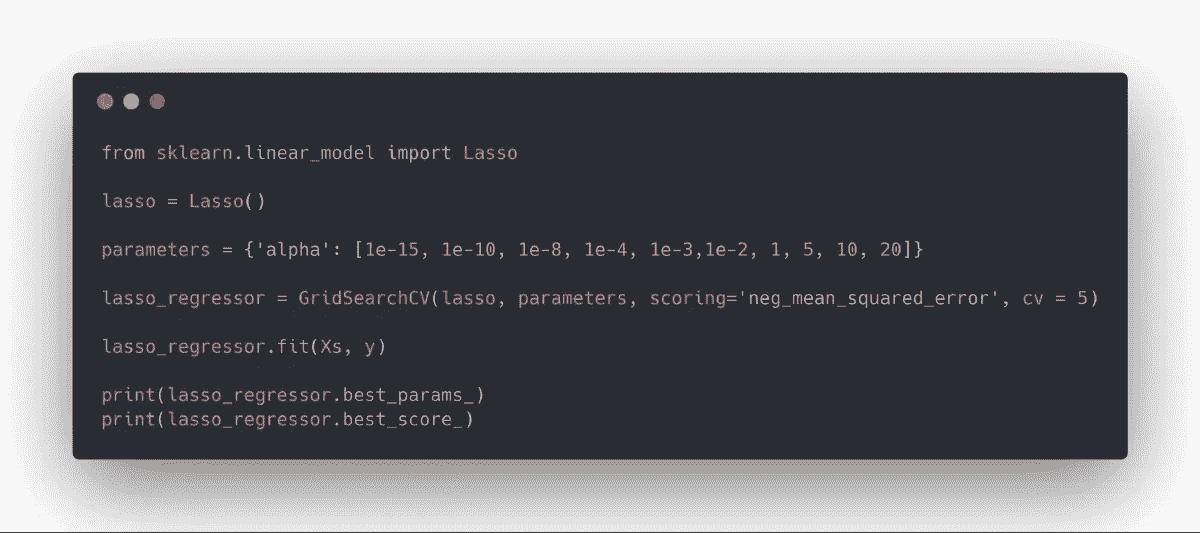 from sklearn.linear_model import Lasso
lasso = Lasso()
parameters = {'alpha': [1e-15, 1e-10, 1e-8, 1e-4, 1e-3,1e-2, 1, 5, 10, 20]}
lasso_regressor = GridSearchCV(lasso, parameters, scoring='neg_mean_squared_error', cv = 5)
lasso_regressor.fit(Xs, y)
print(lasso_regressor.best_params_)
print(lasso_regressor.best_score_)